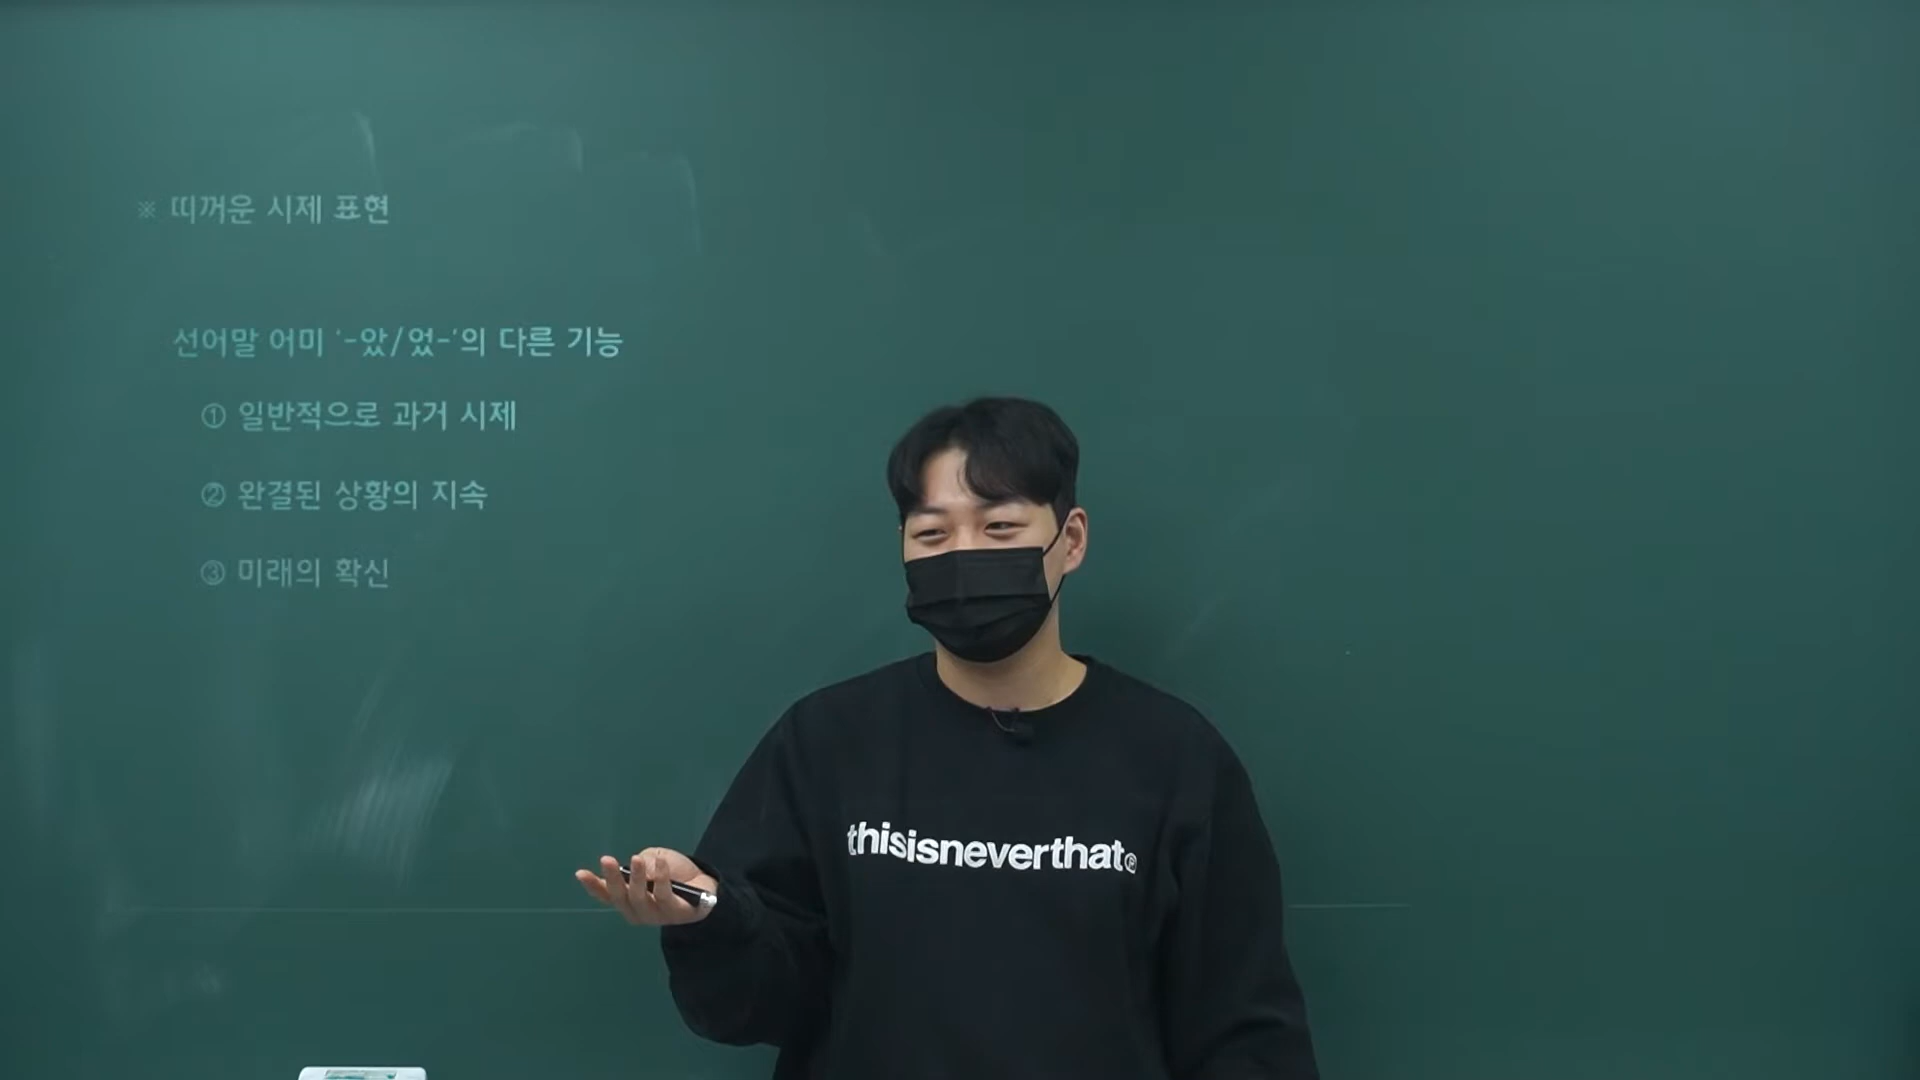 ※ 띠꺼운 시제 표현
선어말 어미 '-았/었-'의 다른 기능
① 일반적으로 과거 시제
② 완결된 상황의 지속
③ 미래의 확신
thisisneverthat®